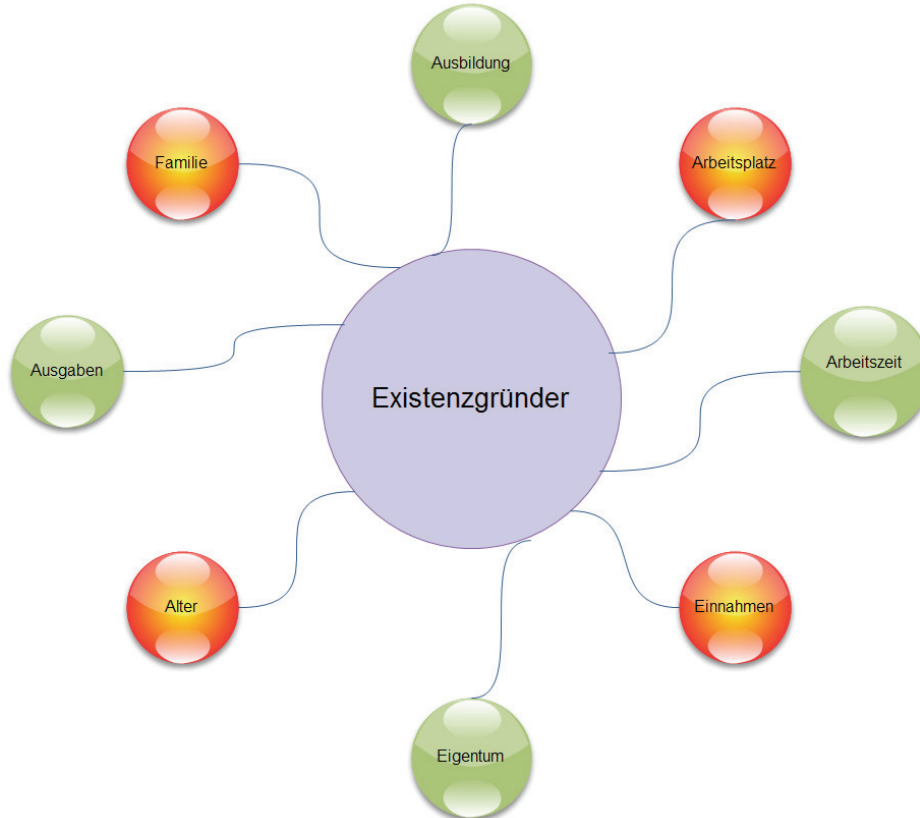 Ausbildung
Familie
Arbeitsplatz
Ausgaben
Existenzgründer
Arbeitszeit
Alter
Einnahmen
Eigentum